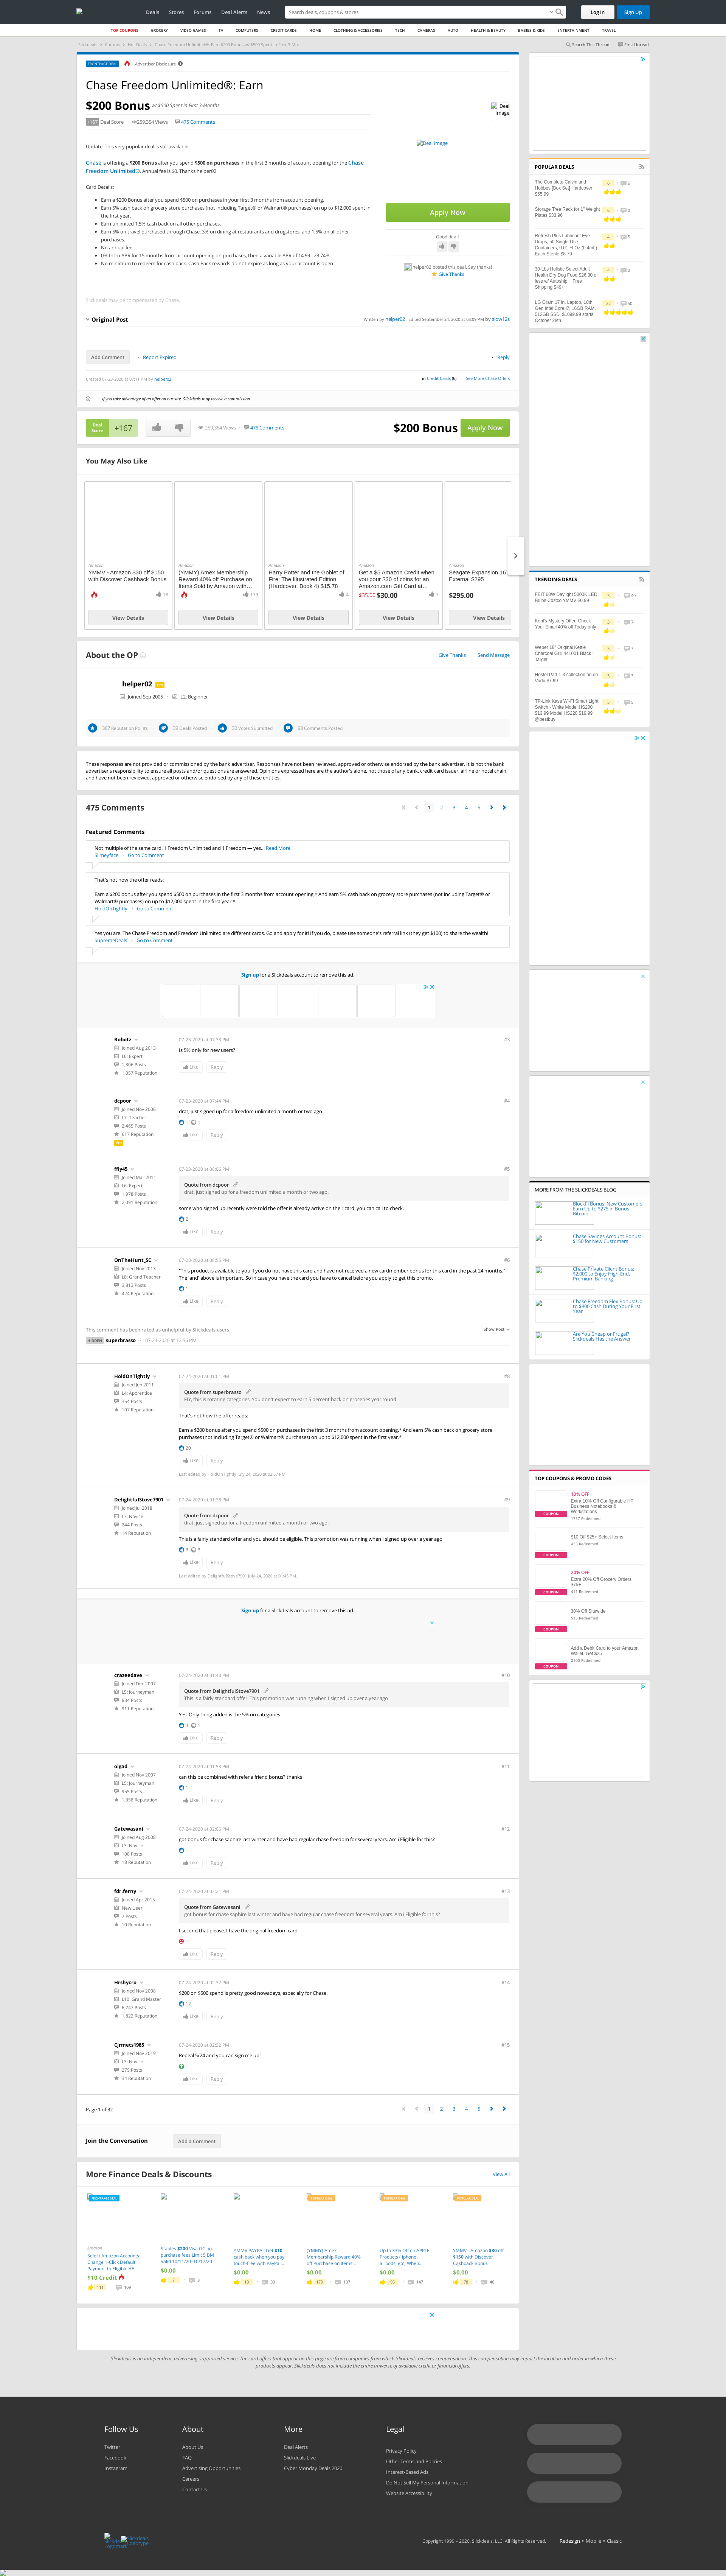 Deals Stores Forums Deal Alerts News
Search deals, coupons & stores
Log In Sign Up
TOP COUPONS GROCERY VIDEO GAMES TV COMPUTERS CREDIT CARDS HOME CLOTHING & ACCESSORIES TECH CAMERAS AUTO HEALTH & BEAUTY BABIES & KIDS ENTERTAINMENT TRAVEL
Slickdeals > Forums > Hot Deals > Chase Freedom Unlimited®: Earn $200 Bonus w/ $500 Spent in First 3 Mo...
Search This Thread First Unread
FRONTPAGE DEAL Advertiser Disclosure
Chase Freedom Unlimited®: Earn
$200 Bonus w/ $500 Spent in First 3 Months
+167 Deal Score 259,354 Views 475 Comments
Deal Image
Deal Image
Update: This very popular deal is still available.
Chase is offering a $200 Bonus after you spend $500 on purchases in the first 3 months of account opening for the Chase Freedom Unlimited®. Annual fee is $0. Thanks helper02
Card Details:
Earn a $200 Bonus after you spend $500 on purchases in your first 3 months from account opening.
Earn 5% cash back on grocery store purchases (not including Target® or Walmart® purchases) on up to $12,000 spent in the first year.
Earn unlimited 1.5% cash back on all other purchases.
Earn 5% on travel purchased through Chase, 3% on dining at restaurants and drugstores, and 1.5% on all other purchases.
No annual fee
0% Intro APR for 15 months from account opening on purchases, then a variable APR of 14.99 - 23.74%.
No minimum to redeem for cash back. Cash Back rewards do not expire as long as your account is open
Apply Now
Good deal?
helper02 posted this deal. Say thanks!
Give Thanks
Slickdeals may be compensated by Chase.
Original Post
Written by helper02 Edited September 24, 2020 at 03:09 PM by slow12s
Add Comment Report Expired Reply
Created 07-23-2020 at 07:11 PM by helper02
in Credit Cards (6) See More Chase Offers
If you take advantage of an offer on our site, Slickdeals may receive a commission.
Deal Score +167 259,354 Views 475 Comments $200 Bonus Apply Now
You May Also Like
Amazon
YMMV - Amazon $30 off $150 with Discover Cashback Bonus
78
View Details
Amazon
(YMMY) Amex Membership Reward 40% off Purchase on Items Sold by Amazon with...
179
View Details
Amazon
Harry Potter and the Goblet of Fire: The Illustrated Edition (Hardcover, Book 4) $15.78
6
View Details
Amazon
Get a $5 Amazon Credit when you pour $30 of coins for an Amazon.com Gift Card at...
$35.00 $30.00
7
View Details
Amazon
Seagate Expansion 16
External $295
$295.00
View Details
About the OP
Give Thanks Send Message
helper02 Pro
Joined Sep 2005 L2: Beginner
367 Reputation Points 39 Deals Posted 30 Votes Submitted 98 Comments Posted
These responses are not provided or commissioned by the bank advertiser. Responses have not been reviewed, approved or otherwise endorsed by the bank advertiser. It is not the bank advertiser's responsibility to ensure all posts and/or questions are answered. Opinions expressed here are the author's alone, not those of any bank, credit card issuer, airline or hotel chain, and have not been reviewed, approved or otherwise endorsed by any of these entities.
475 Comments
1 2 3 4 5
Featured Comments
Not multiple of the same card. 1 Freedom Unlimited and 1 Freedom — yes... Read More
Slimeyface Go to Comment
That's not how the offer reads:
Earn a $200 bonus after you spend $500 on purchases in the first 3 months of account opening.* And earn 5% cash back on grocery store purchases (not including Target® or Walmart® purchases) on up to $12,000 spent in the first year.*
HoldOnTightly Go to Comment
Yes you are. The Chase Freedom and Freedom Unlimited are different cards. Go and apply for it! If you do, please use someone's referral link (they get $100) to share the wealth!
SupremeDeals Go to Comment
Sign up for a Slickdeals account to remove this ad.
Robotz
Joined Aug 2013
L6: Expert
1,306 Posts
1,057 Reputation
07-23-2020 at 07:33 PM #3
Is 5% only for new users?
Like Reply
dcpoor
Joined Nov 2006
L7: Teacher
2,465 Posts
617 Reputation
Pro
07-23-2020 at 07:44 PM #4
drat, just signed up for a freedom unlimited a month or two ago.
1 1
Like Reply
ffly45
Joined Mar 2011
L6: Expert
1,978 Posts
2,091 Reputation
07-23-2020 at 08:06 PM #5
Quote from dcpoor
drat, just signed up for a freedom unlimited a month or two ago.
some who signed up recently were told the offer is already active on their card. you can call to check.
2
Like Reply
OnTheHunt_SC
Joined Nov 2013
L8: Grand Teacher
3,813 Posts
424 Reputation
07-23-2020 at 08:53 PM #6
"This product is available to you if you do not have this card and have not received a new cardmember bonus for this card in the past 24 months." The 'and' above is important. So in case you already have the card you have to cancel before you apply to get this promo.
1
Like Reply
This comment has been rated as unhelpful by Slickdeals users Show Post
HIDDEN superbrasso 07-24-2020 at 12:56 PM
HoldOnTightly
Joined Jun 2011
L4: Apprentice
354 Posts
107 Reputation
07-24-2020 at 01:01 PM #8
Quote from superbrasso
FIY, this is rotating categories. You don't expect to earn 5 percent back on groceries year round
That's not how the offer reads:
Earn a $200 bonus after you spend $500 on purchases in the first 3 months of account opening.* And earn 5% cash back on grocery store purchases (not including Target® or Walmart® purchases) on up to $12,000 spent in the first year.*
20
Like Reply
Last edited by HoldOnTightly July 24, 2020 at 02:57 PM.
DelightfulStove7901
Joined Jul 2018
L3: Novice
244 Posts
14 Reputation
07-24-2020 at 01:28 PM #9
Quote from dcpoor
drat, just signed up for a freedom unlimited a month or two ago.
This is a fairly standard offer and you should be eligible. This promotion was running when I signed up over a year ago
3 3
Like Reply
Last edited by DelightfulStove7901 July 24, 2020 at 01:45 PM.
Sign up for a Slickdeals account to remove this ad.
crazeedave
Joined Dec 2007
L5: Journeyman
834 Posts
911 Reputation
07-24-2020 at 01:43 PM #10
Quote from DelightfulStove7901
This is a fairly standard offer. This promotion was running when I signed up over a year ago
Yes. Only thing added is the 5% on categories.
4 1
Like Reply
olgad
Joined Nov 2007
L5: Journeyman
955 Posts
1,358 Reputation
07-24-2020 at 01:53 PM #11
can this be combined with refer a friend bonus? thanks
1
Like Reply
Gatewasani
Joined Aug 2008
L3: Novice
108 Posts
18 Reputation
07-24-2020 at 02:06 PM #12
got bonus for chase saphire last winter and have had regular chase freedom for several years. Am i Eligible for this?
1
Like Reply
fdr.ferny
Joined Apr 2015
New User
7 Posts
10 Reputation
07-24-2020 at 02:21 PM #13
Quote from Gatewasani
got bonus for chase saphire last winter and have had regular chase freedom for several years. Am i Eligible for this?
I second that please. I have the original freedom card
1
Like Reply
Hrshycro
Joined Nov 2008
L10: Grand Master
6,747 Posts
1,822 Reputation
07-24-2020 at 02:32 PM #14
$200 on $500 spend is pretty good nowadays, especially for Chase.
12
Like Reply
Cjrmets1985
Joined Nov 2019
L3: Novice
279 Posts
34 Reputation
07-24-2020 at 02:32 PM #15
Repeal 5/24 and you can sign me up!
1
Like Reply
Page 1 of 32
1 2 3 4 5
Join the Conversation Add a Comment
More Finance Deals & Discounts View All
FRONTPAGE DEAL
Amazon
Select Amazon Accounts: Change 1-Click Default Payment to Eligible AE...
$10 Credit
111 109
Staples $200 Visa GC no purchase fees, Limit 5 BM Valid 10/11/20-10/17/20
$0.00
7 8
YMMV PAYPAL Get $10 cash back when you pay touch-free with PayPal...
$0.00
10 30
POPULAR DEAL
(YMMY) Amex Membership Reward 40% off Purchase on Items...
$0.00
179 107
POPULAR DEAL
Up to 33% Off on APPLE Products ( iphone , airpods, etc) When...
$0.00
95 147
POPULAR DEAL
YMMV - Amazon $30 off $150 with Discover Cashback Bonus
$0.00
78 46
Slickdeals is an independent, advertising-supported service. The card offers that appear on this page are from companies from which Slickdeals receives compensation. This compensation may impact the location and order in which these products appear. Slickdeals does not include the entire universe of available credit or financial offers.
POPULAR DEALS
The Complete Calvin and Hobbes [Box Set] Hardcover $85.99
6 6
Storage Tree Rack for 1" Weight Plates $33.96
6 0
Refresh Plus Lubricant Eye Drops, 50 Single-Use Containers, 0.01 Fl Oz (0.4mL) Each Sterile $8.79
4 5
30-Lbs Holistic Select Adult Health Dry Dog Food $26.30 or less w/ Autoship + Free Shipping $49+
4 0
LG Gram 17 in. Laptop, 10th Gen Intel Core i7, 16GB RAM, 512GB SSD, $1099.99 starts October 28th
22 50
TRENDING DEALS
FEIT 60W Daylight 5000K LED Bulbs Costco YMMV $0.99
3 45
Kohl's Mystery Offer: Check Your Email 40% off Today only
3 7
Weber 18" Original Kettle Charcoal Grill 441001 Black : Target
3 7
Hostel Part 1-3 collection on on Vudu $7.99
3 3
TP-Link Kasa Wi-Fi Smart Light Switch - White Model:HS200 $13.99 Model:HS220 $19.99 @bestbuy
5 5
MORE FROM THE SLICKDEALS BLOG
BlockFi Bonus: New Customers Earn Up to $275 in Bonus Bitcoin
Chase Savings Account Bonus: $150 for New Customers
Chase Private Client Bonus: $2,000 to Enjoy High-End, Premium Banking
Chase Freedom Flex Bonus: Up to $800 Cash During Your First Year
Are You Cheap or Frugal? Slickdeals Has the Answer
TOP COUPONS & PROMO CODES
10% OFF
Extra 10% Off Configurable HP Business Notebooks & Workstations
1757 Redeemed
COUPON
$10 Off $25+ Select Items
433 Redeemed
COUPON
20% OFF
Extra 20% Off Grocery Orders $75+
411 Redeemed
COUPON
30% Off Sitewide
515 Redeemed
COUPON
Add a Debit Card to your Amazon Wallet, Get $25
2100 Redeemed
COUPON
Follow Us
Twitter
Facebook
Instagram
About
About Us
FAQ
Advertising Opportunities
Careers
Contact Us
More
Deal Alerts
Slickdeals Live
Cyber Monday Deals 2020
Legal
Privacy Policy
Other Terms and Policies
Interest-Based Ads
Do Not Sell My Personal Information
Website Accessibility
Copyright 1999 - 2020. Slickdeals, LLC. All Rights Reserved. Redesign • Mobile • Classic